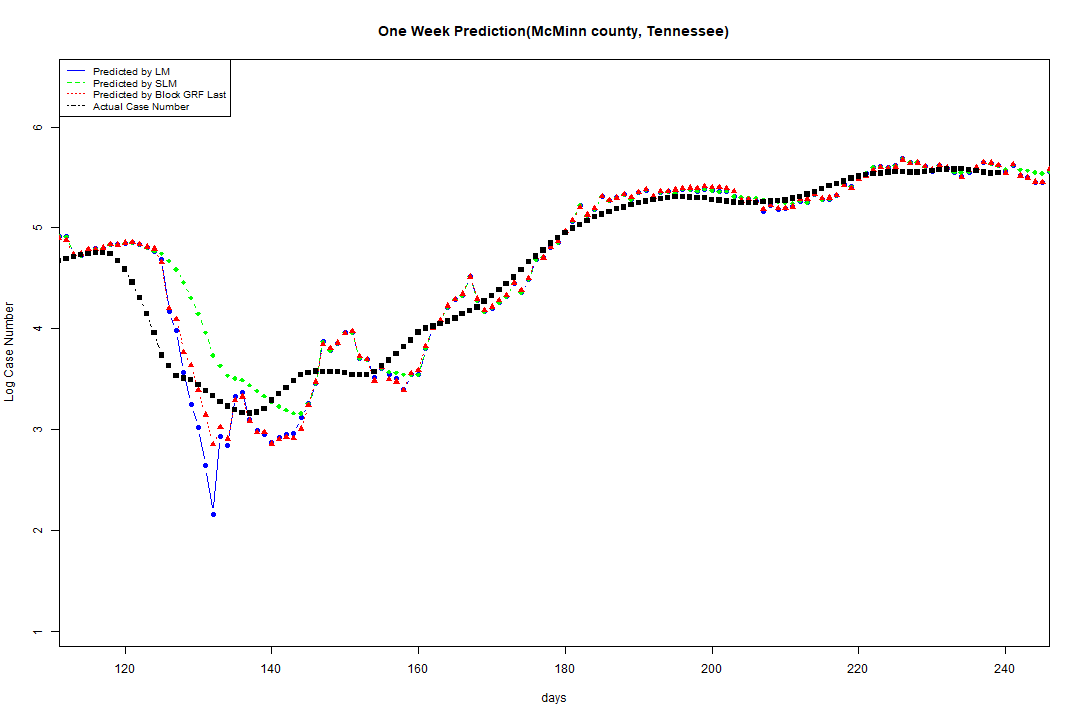 One Week Prediction(McMinn county, Tennessee)
Predicted by LM
Predicted by SLM
Predicted by Block GRF Last
Actual Case Number
6
5
4
3
2
1
Log Case Number
120 140 160 180 200 220 240
days